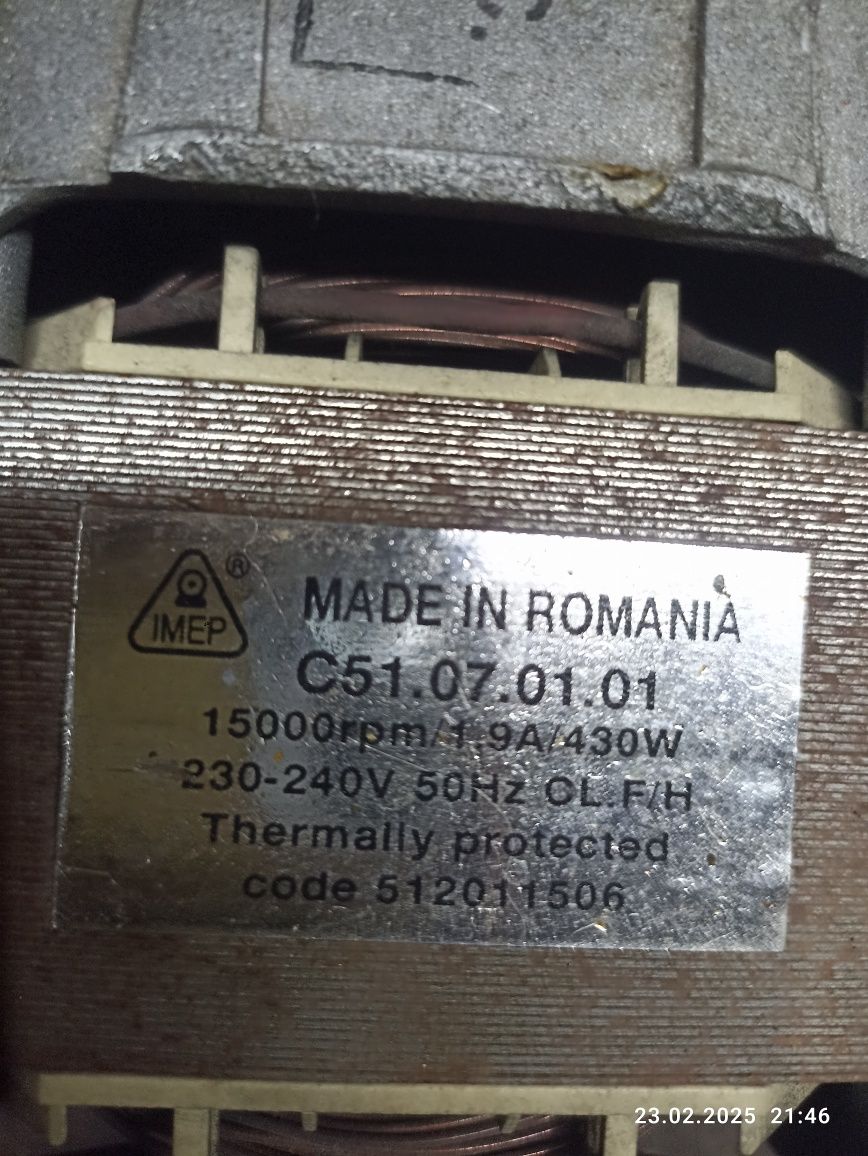 IMEP ®
MADE IN ROMANIA
C51.07.01.01
15000rpm/1.9A/430W
230-240V 50Hz CL.F/H
Thermally protected
code 512011506
23.02.2025 21:46